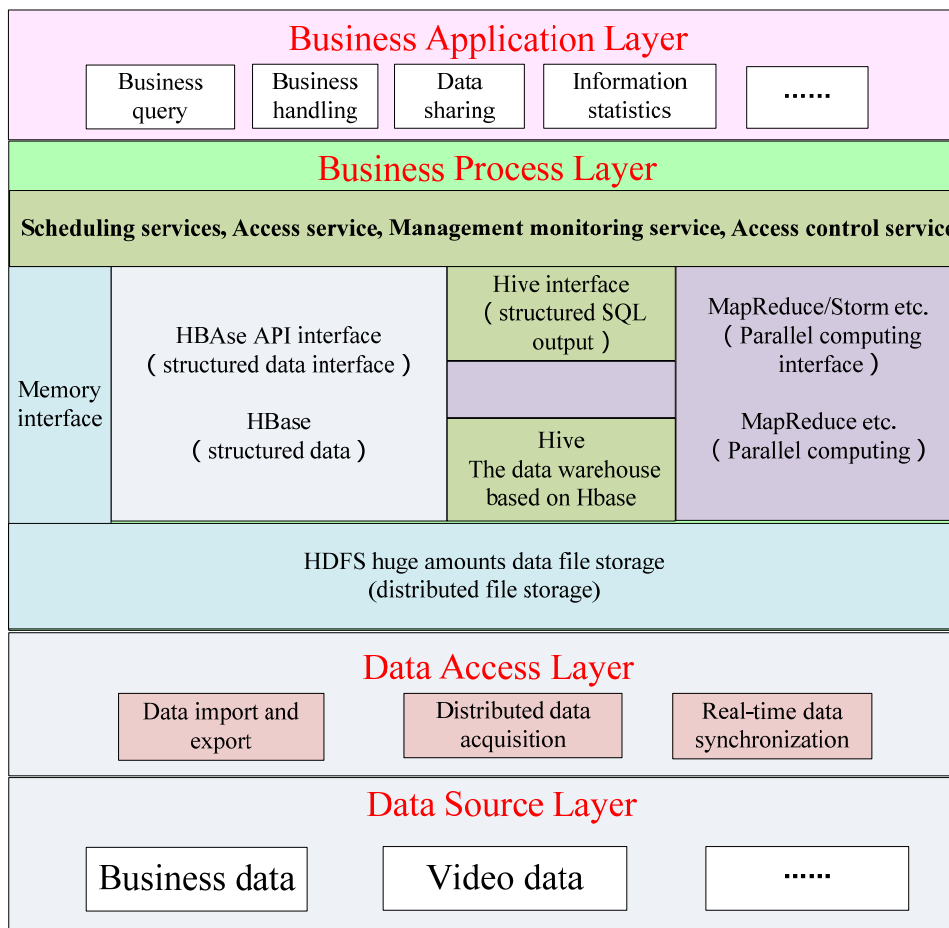 Business Application Layer
Business
query
Business
handling
Data
sharing
Information
statistics
......
Business Process Layer
Scheduling services, Access service, Management monitoring service, Access control service
Memory
interface
HBAse API interface
( structured data interface )
HBase
( structured data )
Hive interface
( structured SQL
output )
Hive
The data warehouse
based on Hbase
MapReduce/Storm etc.
( Parallel computing
interface )
MapReduce etc.
( Parallel computing )
HDFS huge amounts data file storage
(distributed file storage)
Data Access Layer
Data import and
export
Distributed data
acquisition
Real-time data
synchronization
Data Source Layer
Business data
Video data
......